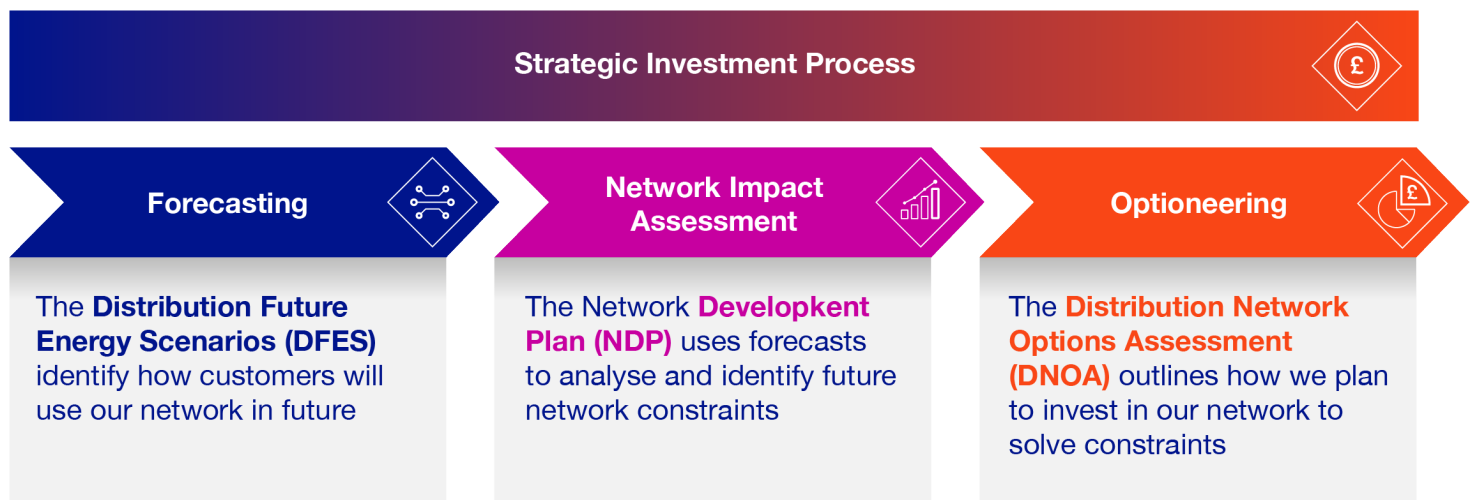 Strategic Investment Process
£
Forecasting
Network Impact
Assessment
Optioneering
£
The Distribution Future
Energy Scenarios (DFES)
identify how customers will
use our network in future
The Network Developkent
Plan (NDP) uses forecasts
to analyse and identify future
network constraints
The Distribution Network
Options Assessment
(DNOA) outlines how we plan
to invest in our network to
solve constraints